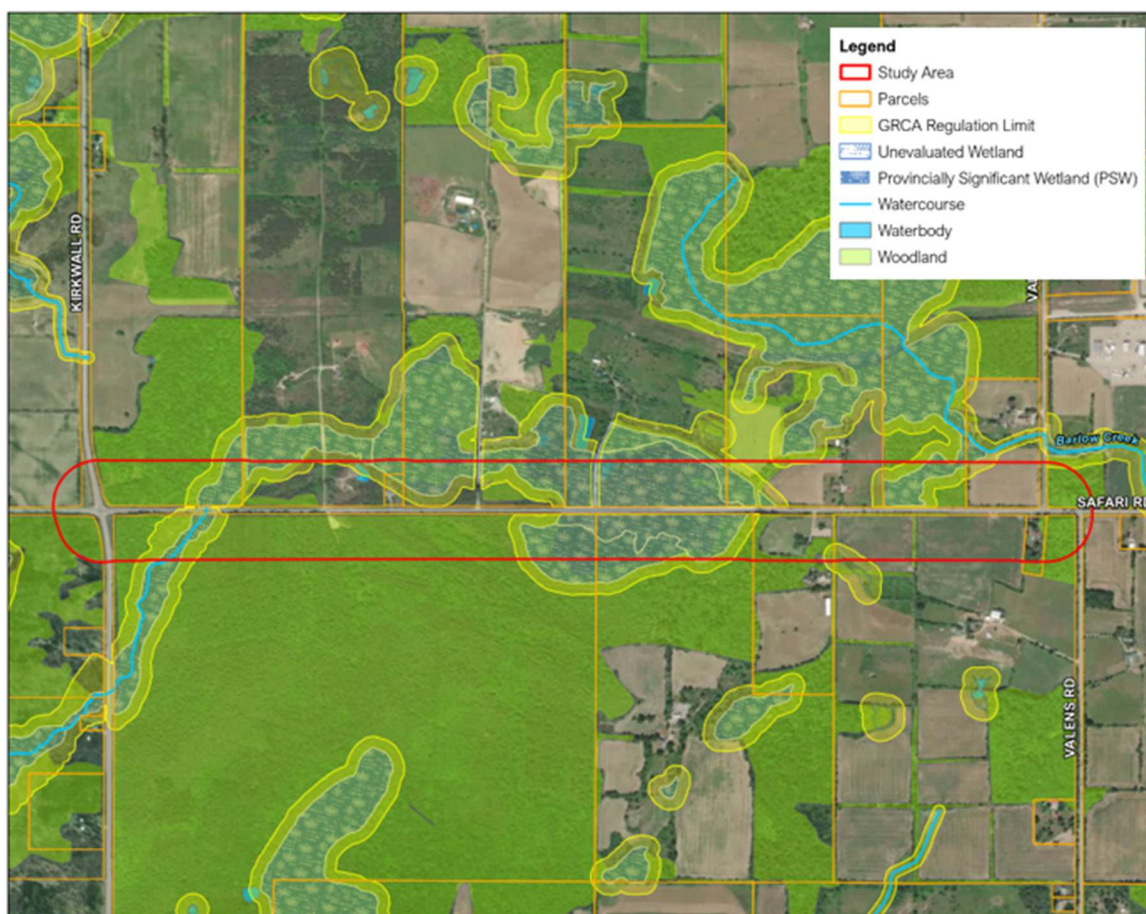 Legend
Study Area
Parcels
GRCA Regulation Limit
Unevaluated Wetland
Provincially Significant Wetland (PSW)
Watercourse
Waterbody
Woodland
KIRKWALL RD
VA
Barlow Creek
SAFARI RD
VALENS RD